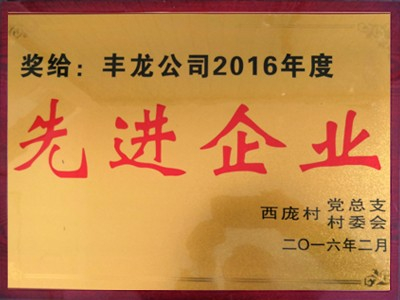 奖给：丰龙公司2016年度
先进企业
西庞村 党总支
村委会
二〇一六年二月